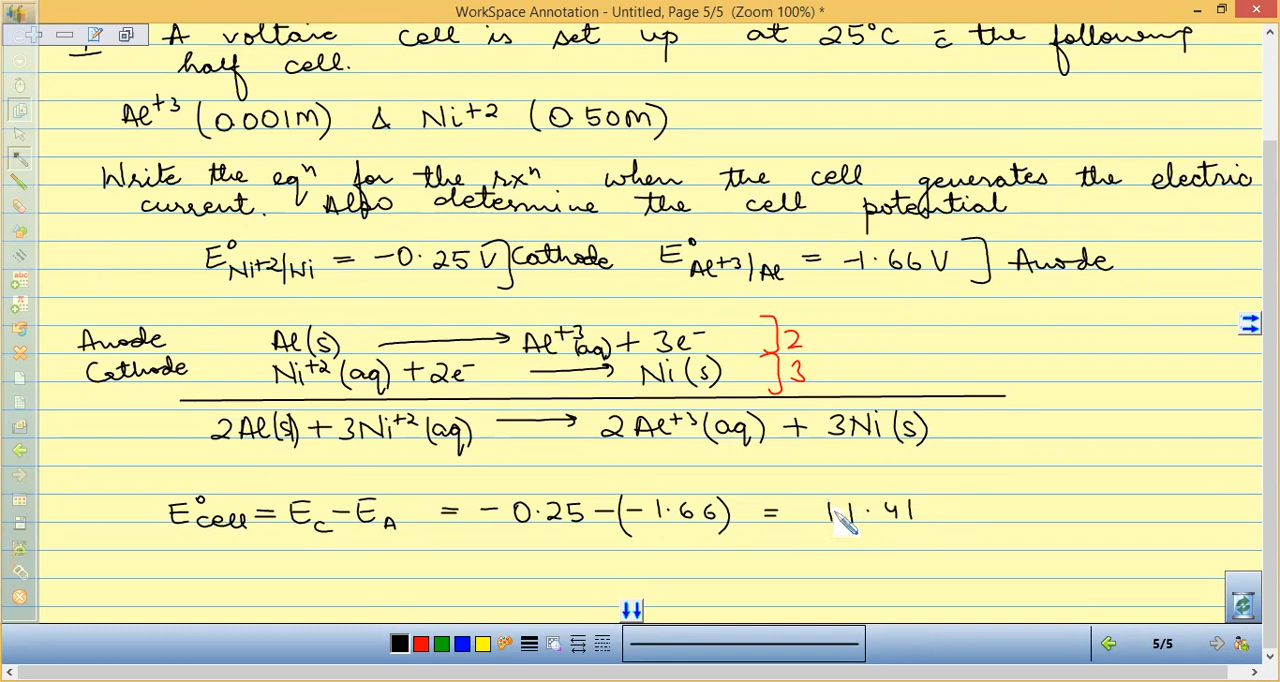 WorkSpace Annotation - Untitled, Page 5/5 (Zoom 100%) *
A voltaic cell is set up at 25°C c̄ the following
half cell.
Al+3 (0.001M) & Ni+2 (0.50M)
Write the eqn for the rxn when the cell generates the electric
current. Also determine the cell potential
E°Ni+2/Ni = -0.25 V] Cathode E°Al+3/Al = -1.66 V ] Anode
Anode Al(s) ⟶ Al+3(aq) + 3e- } 2
Cathode Ni+2 (aq) + 2e- ⟶ Ni(s) } 3
2Al(s) + 3Ni+2 (aq) ⟶ 2Al+3 (aq) + 3Ni (s)
E°cell = EC - EA = - 0.25 - (- 1.66) = 11.41
5/5